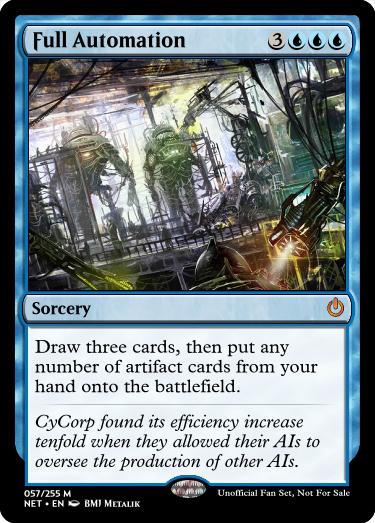 Full Automation 3
Sorcery
Draw three cards, then put any
number of artifact cards from your
hand onto the battlefield.
CyCorp found its efficiency increase
tenfold when they allowed their AIs to
oversee the production of other AIs.
057/255 M
NET • EN BMJ Metalik
Unofficial Fan Set, Not For Sale